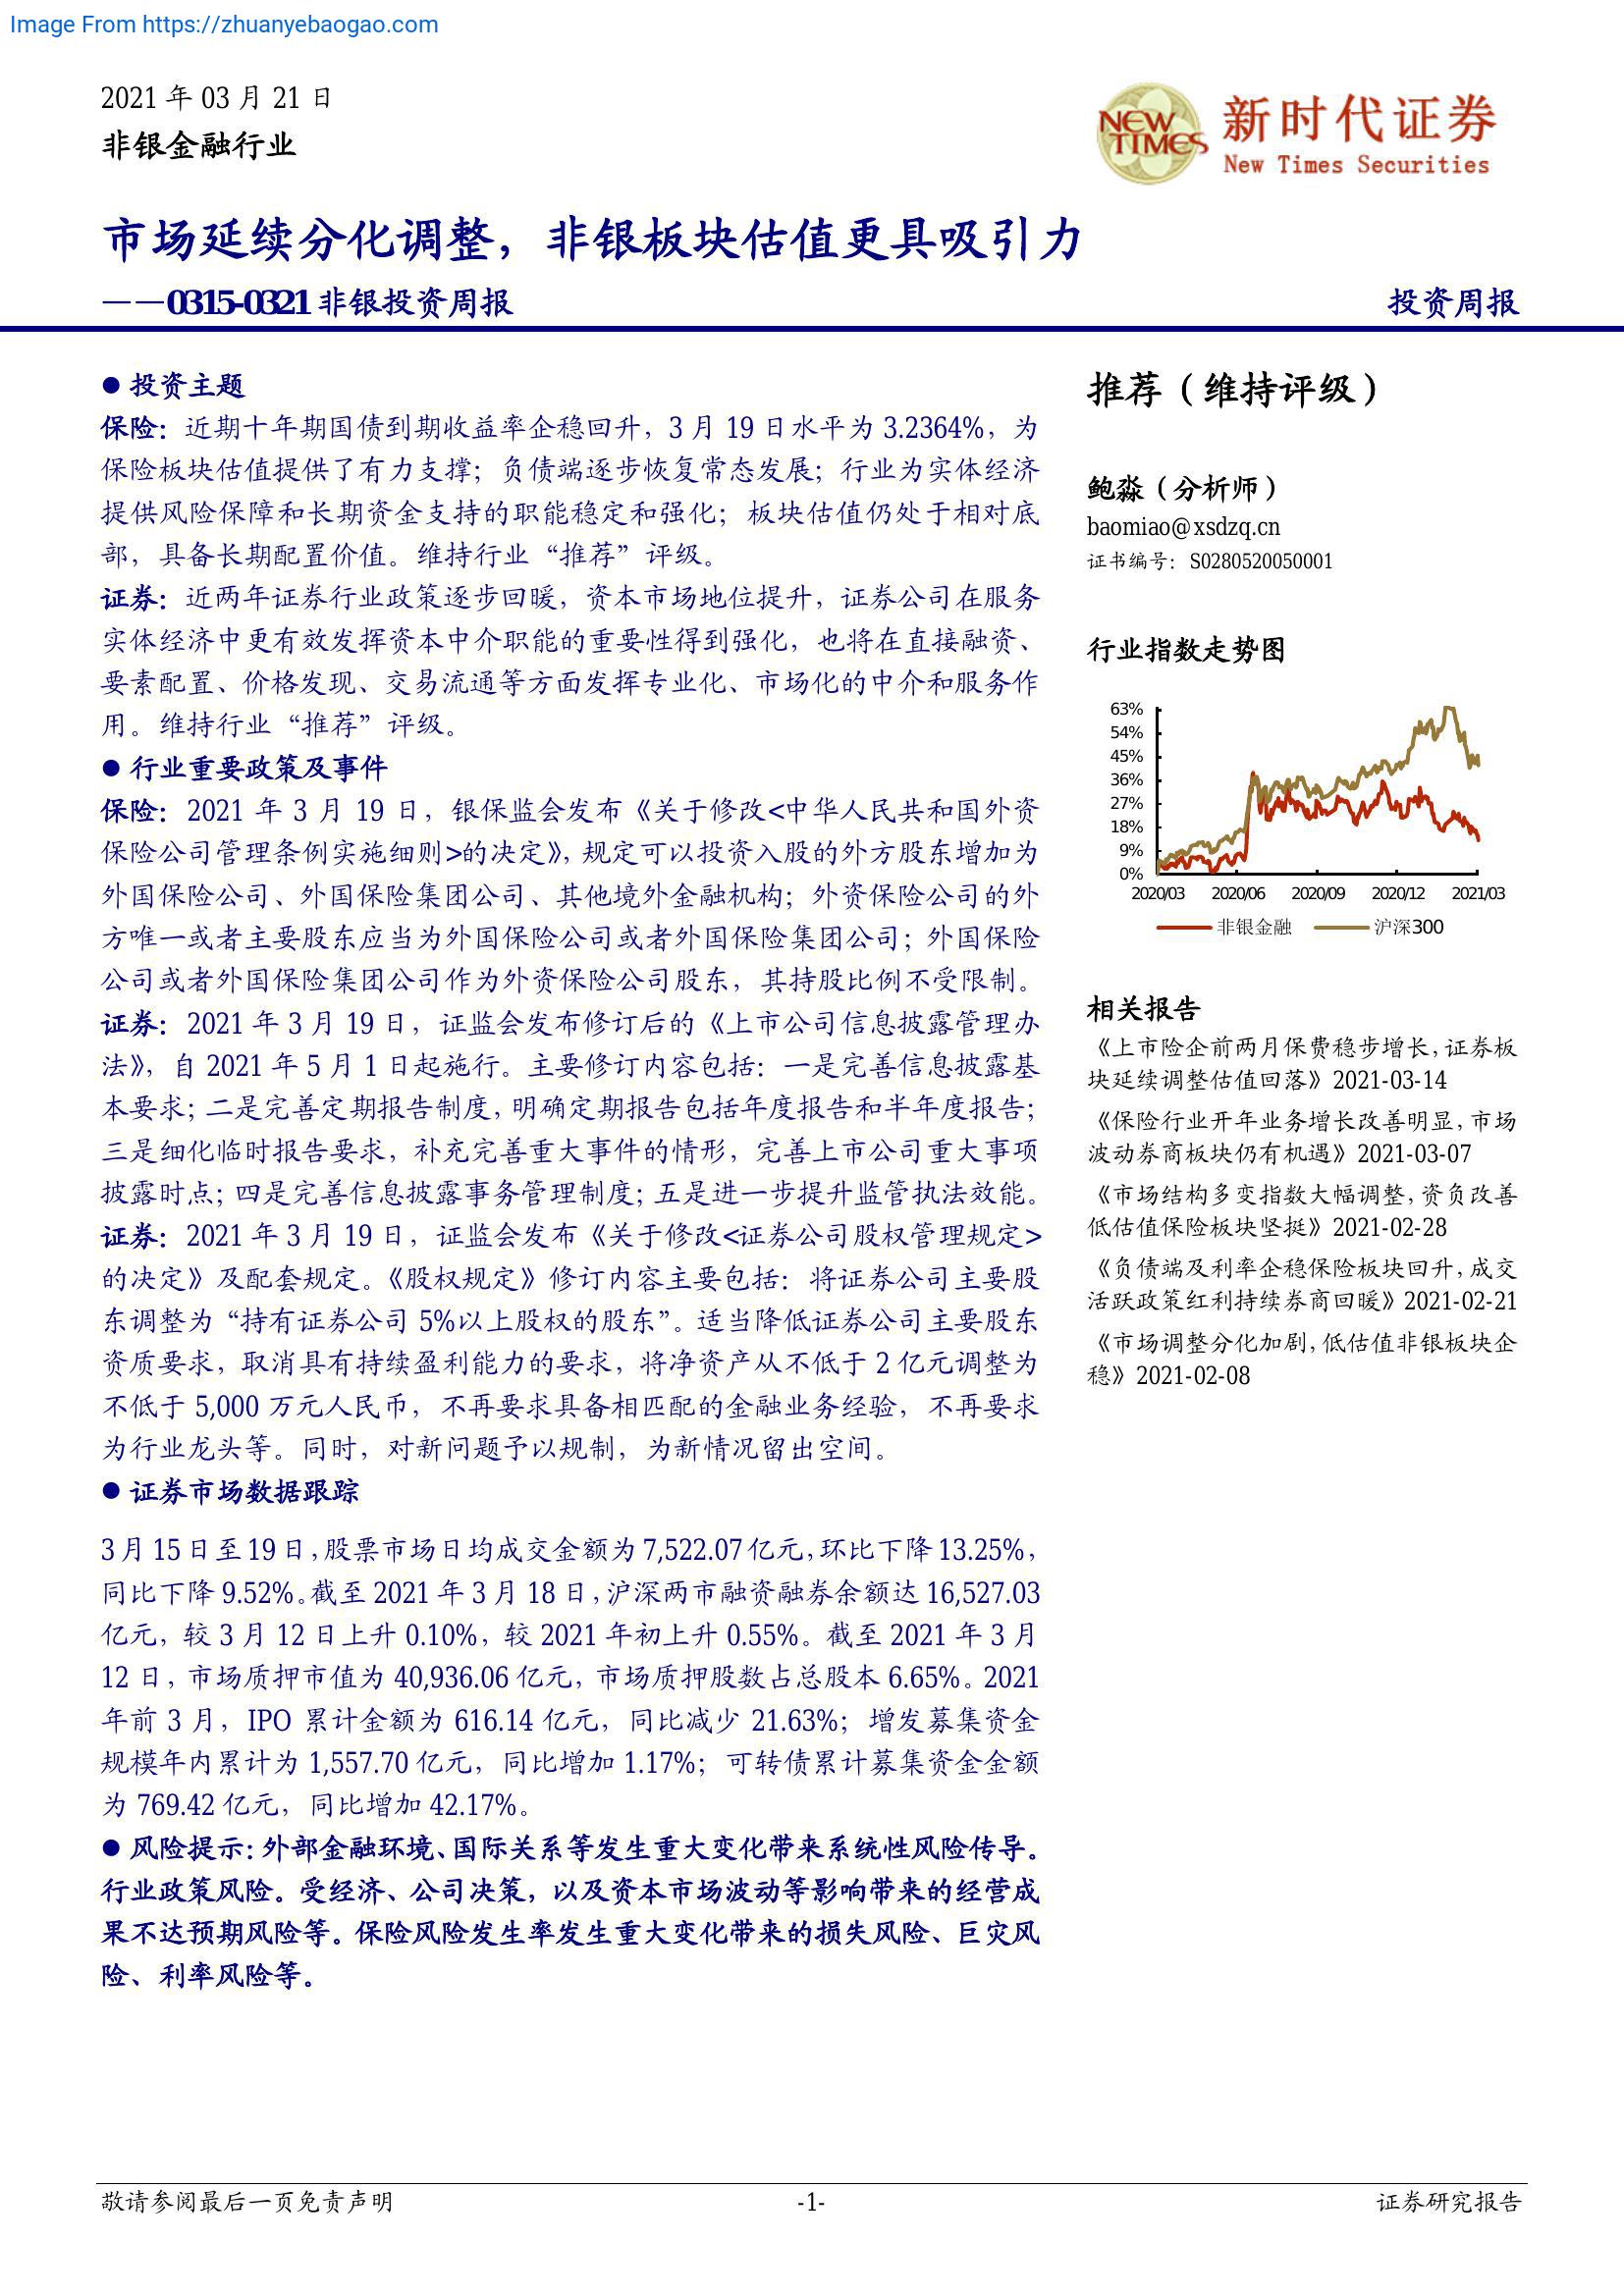 Image From https://zhuanyebaogao.com
2021 年 03 月 21 日
非银金融行业
NEW TIMES
新时代证券
New Times Securities
市场延续分化调整，非银板块估值更具吸引力
——0315-0321 非银投资周报
投资周报
● 投资主题
保险：近期十年期国债到期收益率企稳回升，3 月 19 日水平为 3.2364%，为
保险板块估值提供了有力支撑；负债端逐步恢复常态发展；行业为实体经济
提供风险保障和长期资金支持的职能稳定和强化；板块估值仍处于相对底
部，具备长期配置价值。维持行业“推荐”评级。
证券：近两年证券行业政策逐步回暖，资本市场地位提升，证券公司在服务
实体经济中更有效发挥资本中介职能的重要性得到强化，也将在直接融资、
要素配置、价格发现、交易流通等方面发挥专业化、市场化的中介和服务作
用。维持行业“推荐”评级。
● 行业重要政策及事件
保险：2021 年 3 月 19 日，银保监会发布《关于修改<中华人民共和国外资
保险公司管理条例实施细则>的决定》，规定可以投资入股的外方股东增加为
外国保险公司、外国保险集团公司、其他境外金融机构；外资保险公司的外
方唯一或者主要股东应当为外国保险公司或者外国保险集团公司；外国保险
公司或者外国保险集团公司作为外资保险公司股东，其持股比例不受限制。
证券：2021 年 3 月 19 日，证监会发布修订后的《上市公司信息披露管理办
法》，自 2021 年 5 月 1 日起施行。主要修订内容包括：一是完善信息披露基
本要求；二是完善定期报告制度，明确定期报告包括年度报告和半年度报告；
三是细化临时报告要求，补充完善重大事件的情形，完善上市公司重大事项
披露时点；四是完善信息披露事务管理制度；五是进一步提升监管执法效能。
证券：2021 年 3 月 19 日，证监会发布《关于修改<证券公司股权管理规定>
的决定》及配套规定。《股权规定》修订内容主要包括：将证券公司主要股
东调整为“持有证券公司 5%以上股权的股东”。适当降低证券公司主要股东
资质要求，取消具有持续盈利能力的要求，将净资产从不低于 2 亿元调整为
不低于 5,000 万元人民币，不再要求具备相匹配的金融业务经验，不再要求
为行业龙头等。同时，对新问题予以规制，为新情况留出空间。
● 证券市场数据跟踪
3 月 15 日至 19 日，股票市场日均成交金额为 7,522.07 亿元，环比下降 13.25%，
同比下降 9.52%。截至 2021 年 3 月 18 日，沪深两市融资融券余额达 16,527.03
亿元，较 3 月 12 日上升 0.10%，较 2021 年初上升 0.55%。截至 2021 年 3 月
12 日，市场质押市值为 40,936.06 亿元，市场质押股数占总股本 6.65%。2021
年前 3 月，IPO 累计金额为 616.14 亿元，同比减少 21.63%；增发募集资金
规模年内累计为 1,557.70 亿元，同比增加 1.17%；可转债累计募集资金金额
为 769.42 亿元，同比增加 42.17%。
● 风险提示：外部金融环境、国际关系等发生重大变化带来系统性风险传导。
行业政策风险。受经济、公司决策，以及资本市场波动等影响带来的经营成
果不达预期风险等。保险风险发生率发生重大变化带来的损失风险、巨灾风
险、利率风险等。
推荐（维持评级）
鲍淼（分析师）
baomiao@xsdzq.cn
证书编号：S0280520050001
行业指数走势图
63%
54%
45%
36%
27%
18%
9%
0%
2020/03 2020/06 2020/09 2020/12 2021/03
非银金融 沪深300
相关报告
《上市险企前两月保费稳步增长，证券板
块延续调整估值回落》2021-03-14
《保险行业开年业务增长改善明显，市场
波动券商板块仍有机遇》2021-03-07
《市场结构多变指数大幅调整，资负改善
低估值保险板块坚挺》2021-02-28
《负债端及利率企稳保险板块回升，成交
活跃政策红利持续券商回暖》2021-02-21
《市场调整分化加剧，低估值非银板块企
稳》2021-02-08
敬请参阅最后一页免责声明
-1-
证券研究报告